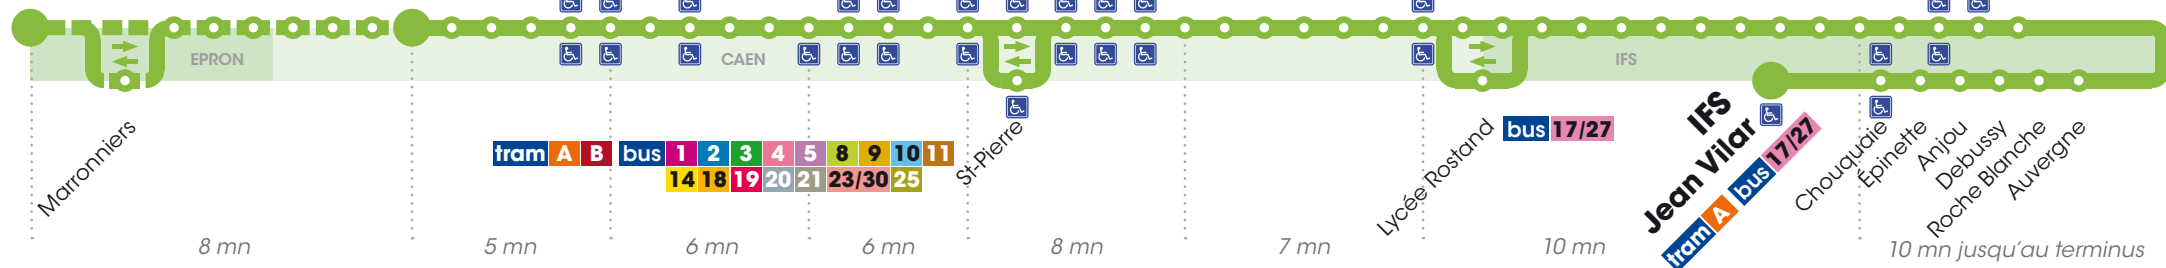 EPRON
CAEN
IFS
Marronniers
tram A B bus 1 2 3 4 5 8 9 10 11
14 18 19 20 21 23/30 25
St-Pierre
Lycée Rostand
bus 17/27
IFS
Jean Vilar
tram A bus 17/27
Chouquaie
Épinette
Anjou
Debussy
Roche Blanche
Auvergne
8 mn
5 mn
6 mn
6 mn
8 mn
7 mn
10 mn
10 mn jusqu'au terminus